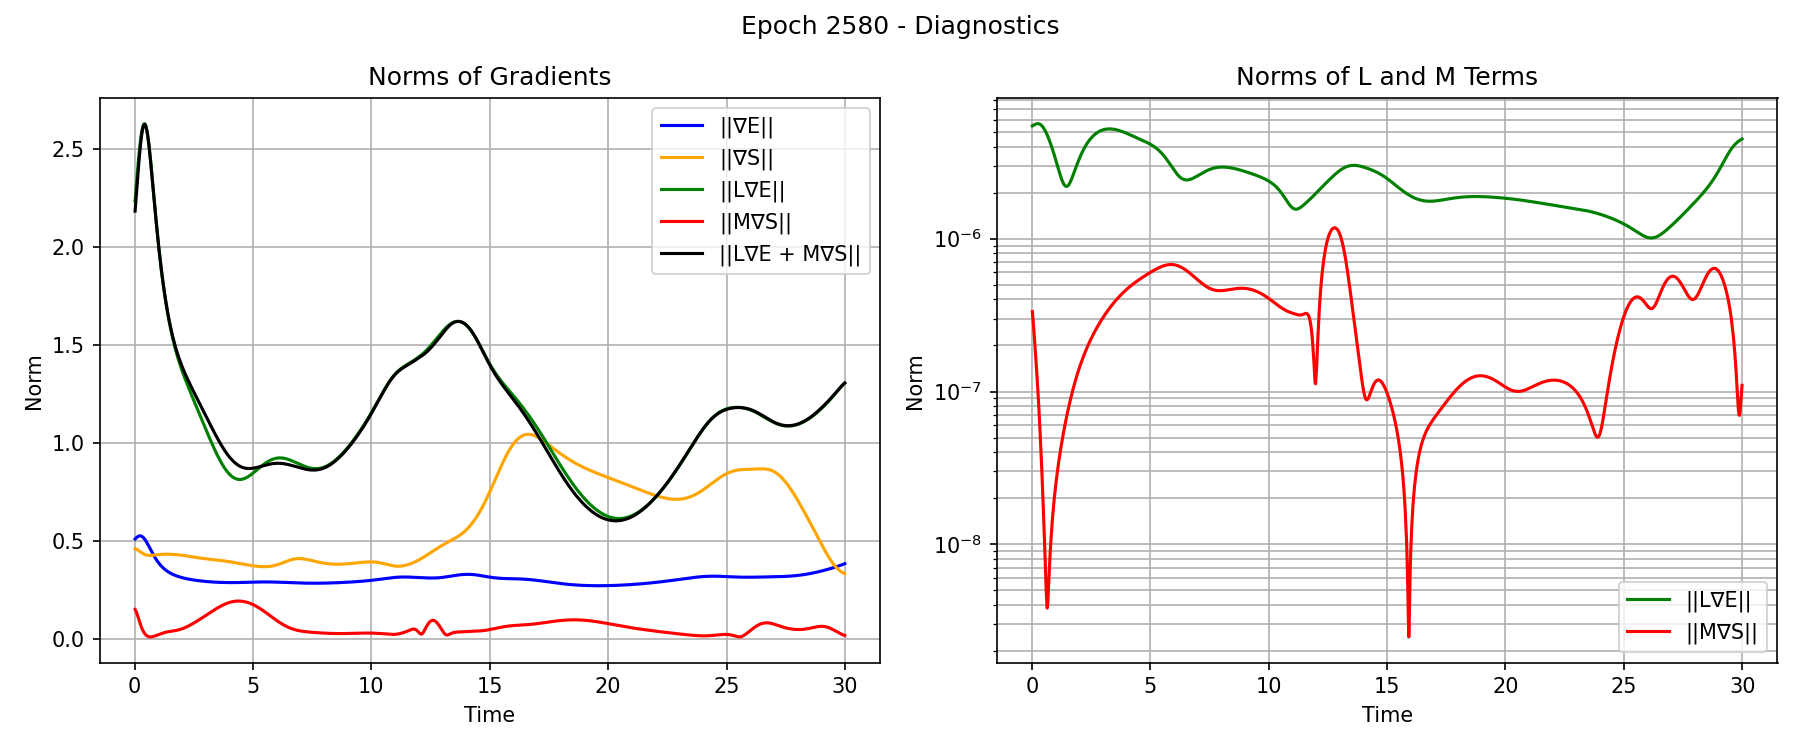 Epoch 2580 - Diagnostics
Norms of Gradients
Norm
2.5
2.0
1.5
1.0
0.5
0.0
0 5 10 15 20 25 30
Time
||∇E||
||∇S||
||L∇E||
||M∇S||
||L∇E + M∇S||
Norms of L and M Terms
Norm
10⁻⁶
10⁻⁷
10⁻⁸
0 5 10 15 20 25 30
Time
||L∇E||
||M∇S||